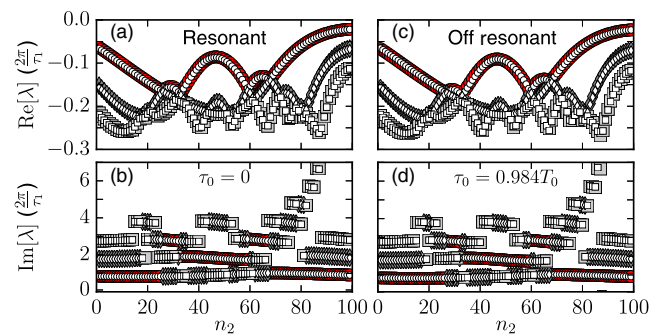 (a) Resonant
(c) Off resonant
Re[λ] (2π/τ₁)
0.0
−0.1
−0.2
−0.3
(b) τ₀ = 0
(d) τ₀ = 0.984T₀
Im[λ] (2π/τ₁)
6
4
2
0
0 20 40 60 80 100
0 20 40 60 80 100
n₂
n₂